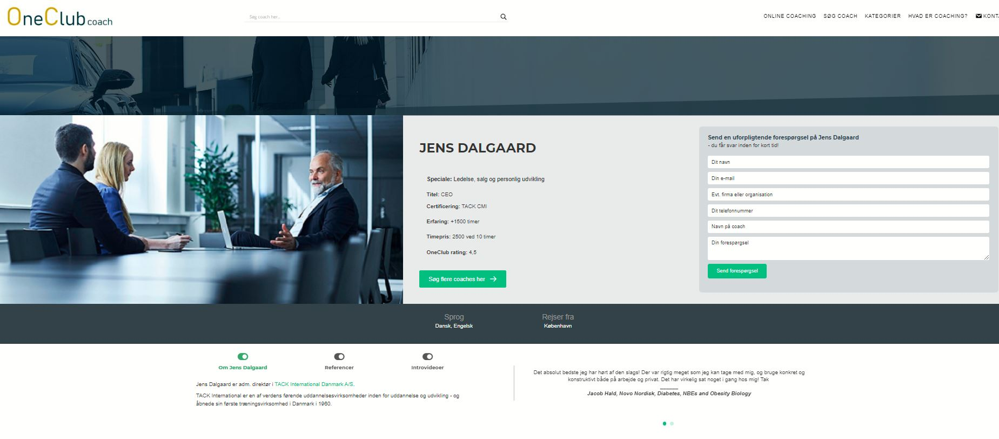 OneClub coach
Søg coach her..
ONLINE COACHING
SØG COACH
KATEGORIER
HVAD ER COACHING?
KONT
JENS DALGAARD
Speciale: Ledelse, salg og personlig udvikling
Titel: CEO
Certificering: TACK CMI
Erfaring: +1500 timer
Timepris: 2500 ved 10 timer
OneClub rating: 4,5
Søg flere coaches her
Send en uforpligtende forespørgsel på Jens Dalgaard
- du får svar inden for kort tid!
Dit navn
Din e-mail
Evt. firma eller organisation
Dit telefonnummer
Navn på coach
Din forespørgsel
Send forespørgsel
Sprog
Dansk, Engelsk
Rejser fra
København
Om Jens Dalgaard
Referencer
Introvideoer
Jens Dalgaard er adm. direktør i TACK International Danmark A/S.
TACK International er en af verdens førende uddannelsesvirksomheder inden for uddannelse og udvikling - og
åbnede sin første træningsvirksomhed i Danmark i 1960.
Det absolut bedste jeg har hørt af den slags! Der var rigtig meget som jeg kan tage med mig, og bruge konkret og
konstruktivt både på arbejde og privat. Det har virkelig sat noget i gang hos mig! Tak
Jacob Hald, Novo Nordisk, Diabetes, NBEs and Obesity Biology